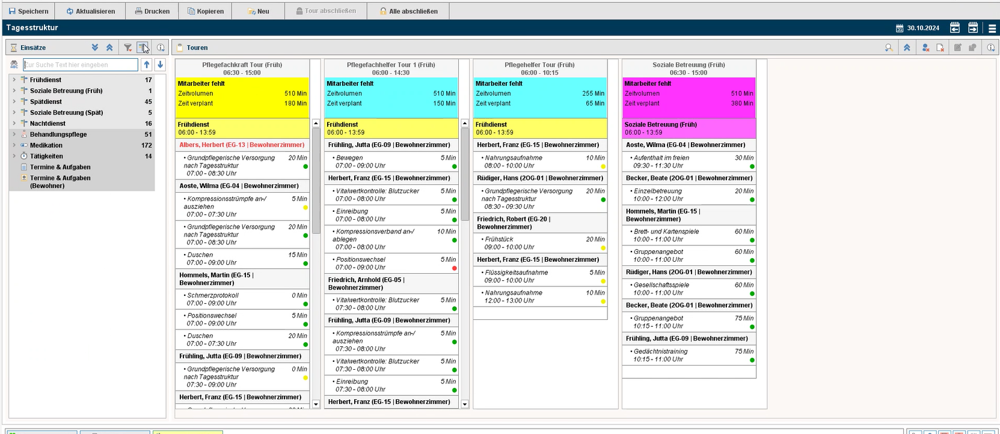 Speichern Aktualisieren Drucken Kopieren Neu Tour abschließen Alle abschließen
Tagesstruktur 30.10.2024
Einsätze
Zur Suche Text hier eingeben
Frühdienst 17
Soziale Betreuung (Früh) 1
Spätdienst 45
Soziale Betreuung (Spät) 5
Nachtdienst 16
Behandlungspflege 51
Medikation 172
Tätigkeiten 14
Termine & Aufgaben
Termine & Aufgaben
(Bewohner)
Touren
Pflegefachkraft Tour (Früh)
06:30 - 15:00
Mitarbeiter fehlt
Zeitvolumen 510 Min
Zeit verplant 180 Min
Frühdienst
06:00 - 13:59
Albers, Herbert (EG-13 | Bewohnerzimmer)
• Grundpflegerische Versorgung 20 Min
nach Tagesstruktur
07:00 - 08:30 Uhr
Aoste, Wilma (EG-04 | Bewohnerzimmer)
• Kompressionsstrümpfe an-/ 5 Min
ausziehen
07:00 - 07:30 Uhr
• Grundpflegerische Versorgung 20 Min
nach Tagesstruktur
07:00 - 08:30 Uhr
• Duschen 15 Min
07:00 - 09:00 Uhr
Hommels, Martin (EG-15 |
Bewohnerzimmer)
• Schmerzprotokoll 0 Min
07:00 - 09:00 Uhr
• Positionswechsel 5 Min
07:00 - 09:00 Uhr
• Duschen 20 Min
07:00 - 07:30 Uhr
Frühling, Jutta (EG-09 | Bewohnerzimmer)
• Grundpflegerische Versorgung 0 Min
nach Tagesstruktur
07:30 - 09:00 Uhr
Herbert, Franz (EG-15 | Bewohnerzimmer)
Pflegefachhelfer Tour 1 (Früh)
06:00 - 14:30
Mitarbeiter fehlt
Zeitvolumen 510 Min
Zeit verplant 150 Min
Frühdienst
06:00 - 13:59
Frühling, Jutta (EG-09 | Bewohnerzimmer)
• Bewegen 5 Min
07:00 - 09:00 Uhr
Herbert, Franz (EG-15 | Bewohnerzimmer)
• Vitalwertkontrolle: Blutzucker 5 Min
07:00 - 08:00 Uhr
• Einreibung 5 Min
07:00 - 08:00 Uhr
• Kompressionsverband an-/ 10 Min
ablegen
07:00 - 08:00 Uhr
• Positionswechsel 5 Min
07:00 - 09:00 Uhr
Friedrich, Arnhold (EG-05 |
Bewohnerzimmer)
• Vitalwertkontrolle: Blutzucker 5 Min
07:30 - 08:00 Uhr
Frühling, Jutta (EG-09 | Bewohnerzimmer)
• Kompressionsstrümpfe an-/ 5 Min
ausziehen
07:30 - 08:00 Uhr
• Vitalwertkontrolle: Blutzucker 5 Min
07:30 - 08:00 Uhr
• Einreibung 5 Min
07:30 - 08:00 Uhr
Herbert, Franz (EG-15 | Bewohnerzimmer)
Pflegehelfer Tour (Früh)
06:00 - 10:15
Mitarbeiter fehlt
Zeitvolumen 255 Min
Zeit verplant 65 Min
Frühdienst
06:00 - 13:59
Herbert, Franz (EG-15 | Bewohnerzimmer)
• Nahrungsaufnahme 10 Min
08:00 - 10:00 Uhr
Rüdiger, Hans (2OG-01 | Bewohnerzimmer)
• Grundpflegerische Versorgung 20 Min
nach Tagesstruktur
08:30 - 09:30 Uhr
Friedrich, Robert (EG-20 |
Bewohnerzimmer)
• Frühstück 20 Min
09:00 - 10:00 Uhr
Herbert, Franz (EG-15 | Bewohnerzimmer)
• Flüssigkeitsaufnahme 5 Min
09:00 - 10:00 Uhr
• Nahrungsaufnahme 10 Min
12:00 - 13:00 Uhr
Soziale Betreuung (Früh)
06:30 - 15:00
Mitarbeiter fehlt
Zeitvolumen 510 Min
Zeit verplant 380 Min
Soziale Betreuung (Früh)
06:00 - 13:59
Aoste, Wilma (EG-04 | Bewohnerzimmer)
• Aufenthalt im freien 30 Min
09:30 - 11:30 Uhr
Becker, Beate (2OG-01 | Bewohnerzimmer)
• Einzelbetreuung 20 Min
10:00 - 12:00 Uhr
Hommels, Martin (EG-15 |
Bewohnerzimmer)
• Brett- und Kartenspiele 60 Min
10:00 - 11:00 Uhr
• Gruppenangebot 60 Min
10:00 - 11:00 Uhr
Rüdiger, Hans (2OG-01 | Bewohnerzimmer)
• Gesellschaftsspiele 60 Min
10:00 - 11:00 Uhr
Becker, Beate (2OG-01 | Bewohnerzimmer)
• Gruppenangebot 75 Min
10:15 - 11:00 Uhr
Frühling, Jutta (EG-09 | Bewohnerzimmer)
• Gedächtnistraining 75 Min
10:15 - 11:00 Uhr